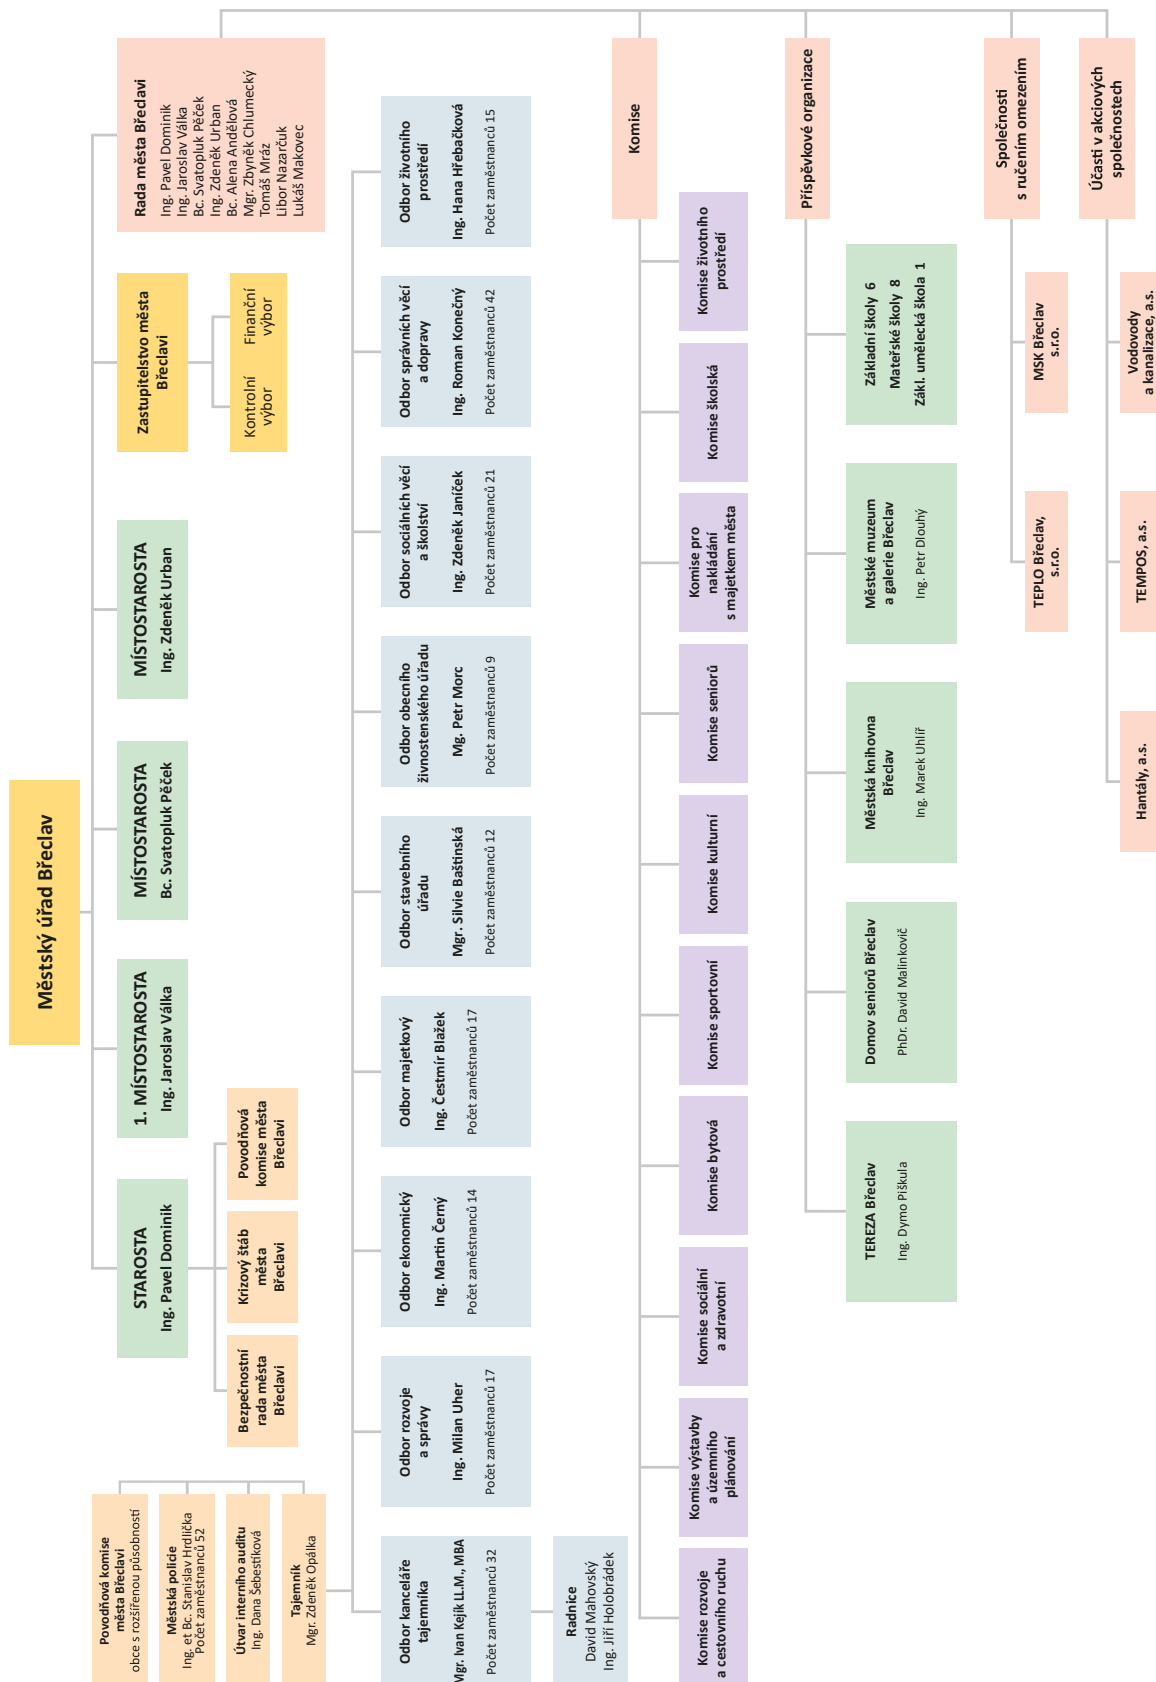 Městský úřad Břeclav
STAROSTA
Ing. Pavel Dominik
1. MÍSTOSTAROSTA
Ing. Jaroslav Válka
MÍSTOSTAROSTA
Bc. Svatopluk Pěček
MÍSTOSTAROSTA
Ing. Zdeněk Urban
Zastupitelstvo města
Břeclavi
Kontrolní
výbor
Finanční
výbor
Rada města Břeclavi
Ing. Pavel Dominik
Ing. Jaroslav Válka
Bc. Svatopluk Pěček
Ing. Zdeněk Urban
Bc. Alena Andělová
Mgr. Zbyněk Chlumecký
Tomáš Mráz
Libor Nazarčuk
Lukáš Makovec
Povodňová komise
města Břeclavi
obce s rozšířenou působností
Městská policie
Ing. et Bc. Stanislav Hrdlička
Počet zaměstnanců 52
Útvar interního auditu
Ing. Dana Šebestíková
Tajemník
Mgr. Zdeněk Opálka
Bezpečnostní
rada města
Břeclavi
Krizový štáb
města
Břeclavi
Povodňová
komise města
Břeclavi
Odbor kanceláře
tajemníka
Mgr. Ivan Kejík LL.M., MBA
Počet zaměstnanců 32
Odbor rozvoje
a správy
Ing. Milan Uher
Počet zaměstnanců 17
Odbor ekonomický
Ing. Martin Černý
Počet zaměstnanců 14
Odbor majetkový
Ing. Čestmír Blažek
Počet zaměstnanců 17
Odbor stavebního
úřadu
Mgr. Silvie Baštinská
Počet zaměstnanců 12
Odbor obecního
živnostenského úřadu
Mg. Petr Morc
Počet zaměstnanců 9
Odbor sociálních věcí
a školství
Ing. Zdeněk Janíček
Počet zaměstnanců 21
Odbor správních věcí
a dopravy
Ing. Roman Konečný
Počet zaměstnanců 42
Odbor životního
prostředí
Ing. Hana Hřebačková
Počet zaměstnanců 15
Radnice
David Mahovský
Ing. Jiří Holobrádek
Komise
Komise rozvoje
a cestovního ruchu
Komise výstavby
a územního
plánování
Komise sociální
a zdravotní
Komise bytová
Komise sportovní
Komise kulturní
Komise seniorů
Komise pro
nakládání
s majetkem města
Komise školská
Komise životního
prostředí
Příspěvkové organizace
TEREZA Břeclav
Ing. Dymo Piškula
Domov seniorů Břeclav
PhDr. David Malinkovič
Městská knihovna
Břeclav
Ing. Marek Uhlíř
Městské muzeum
a galerie Břeclav
Ing. Petr Dlouhý
Základní školy 6
Mateřské školy 8
Zákl. umělecká škola 1
Společnosti
s ručením omezením
TEPLO Břeclav,
s.r.o.
MSK Břeclav
s.r.o.
Účasti v akciových
společnostech
Hantály, a.s.
TEMPOS, a.s.
Vodovody
a kanalizace, a.s.